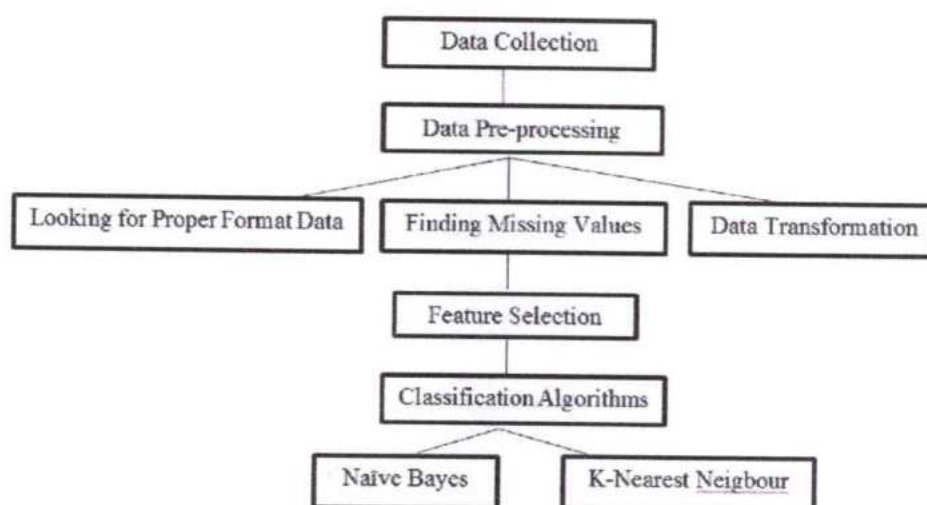 Data Collection
Data Pre-processing
Looking for Proper Format Data
Finding Missing Values
Data Transformation
Feature Selection
Classification Algorithms
Naïve Bayes
K-Nearest Neigbour